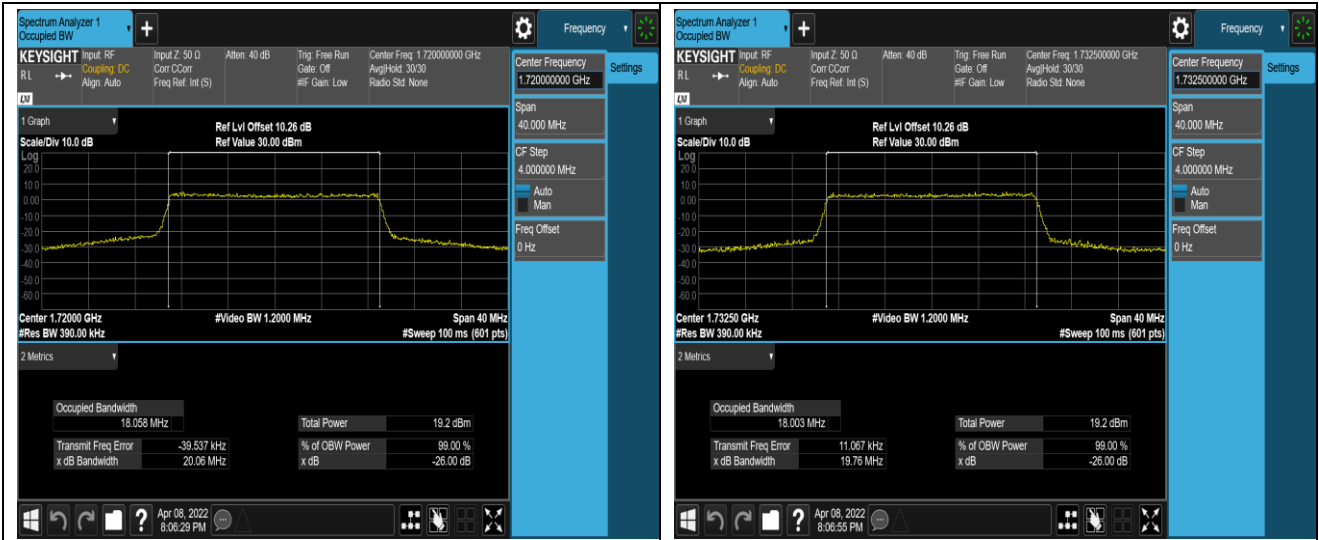 Spectrum Analyzer 1
Occupied BW
+
Frequency
KEYSIGHT Input: RF Input Z: 50 Ω Atten: 40 dB Trig: Free Run Center Freq: 1.720000000 GHz
RL Coupling: DC Corr CCorr Gate: Off Avg|Hold: 30/30
Align: Auto Freq Ref: Int (S) #IF Gain: Low Radio Std: None
LXI
Center Frequency
1.720000000 GHz
Settings
Span
40.000 MHz
CF Step
4.000000 MHz
Auto
Man
Freq Offset
0 Hz
1 Graph
Ref Lvl Offset 10.26 dB
Scale/Div 10.0 dB Ref Value 30.00 dBm
Log
20.0
10.0
0.00
-10.0
-20.0
-30.0
-40.0
-50.0
-60.0
Center 1.72000 GHz #Video BW 1.2000 MHz Span 40 MHz
#Res BW 390.00 kHz #Sweep 100 ms (601 pts)
2 Metrics
Occupied Bandwidth
18.058 MHz Total Power 19.2 dBm
Transmit Freq Error -39.537 kHz % of OBW Power 99.00 %
x dB Bandwidth 20.06 MHz x dB -26.00 dB
? Apr 08, 2022
8:06:29 PM
Spectrum Analyzer 1
Occupied BW
+
Frequency
KEYSIGHT Input: RF Input Z: 50 Ω Atten: 40 dB Trig: Free Run Center Freq: 1.732500000 GHz
RL Coupling: DC Corr CCorr Gate: Off Avg|Hold: 30/30
Align: Auto Freq Ref: Int (S) #IF Gain: Low Radio Std: None
LXI
Center Frequency
1.732500000 GHz
Settings
Span
40.000 MHz
CF Step
4.000000 MHz
Auto
Man
Freq Offset
0 Hz
1 Graph
Ref Lvl Offset 10.26 dB
Scale/Div 10.0 dB Ref Value 30.00 dBm
Log
20.0
10.0
0.00
-10.0
-20.0
-30.0
-40.0
-50.0
-60.0
Center 1.73250 GHz #Video BW 1.2000 MHz Span 40 MHz
#Res BW 390.00 kHz #Sweep 100 ms (601 pts)
2 Metrics
Occupied Bandwidth
18.003 MHz Total Power 19.2 dBm
Transmit Freq Error 11.067 kHz % of OBW Power 99.00 %
x dB Bandwidth 19.76 MHz x dB -26.00 dB
? Apr 08, 2022
8:06:55 PM